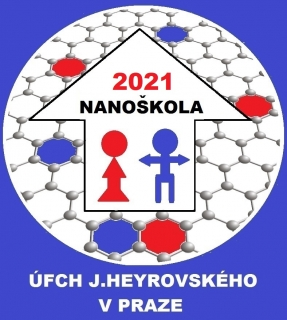 2021
NANOŠKOLA
ÚFCH J.HEYROVSKÉHO
V PRAZE